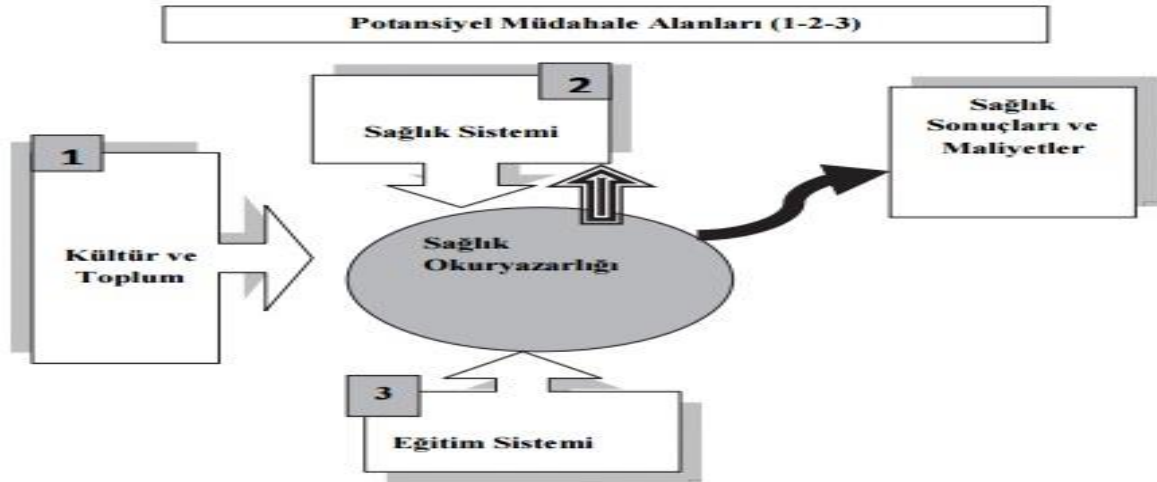 Potansiyel Müdahale Alanları (1-2-3)
1
Kültür ve
Toplum
2
Sağlık Sistemi
Sağlık
Okuryazarlığı
3
Eğitim Sistemi
Sağlık
Sonuçları ve
Maliyetler